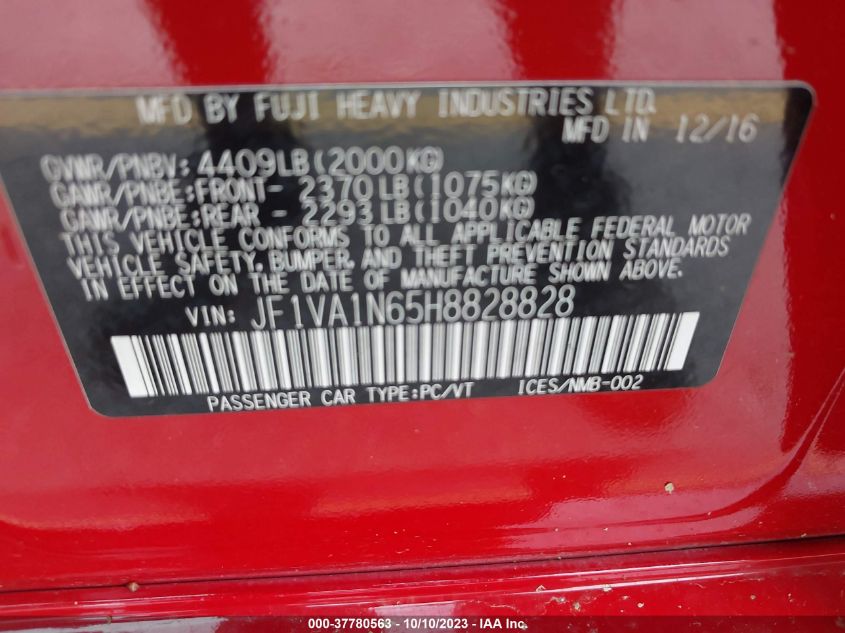 MFD BY FUJI HEAVY INDUSTRIES LTD.
MFD IN 12/16
GVWR/PNBV: 4409LB(2000KG)
GAWR/PNBE:FRONT- 2370LB(1075KG)
GAWR/PNBE:REAR - 2293LB(1040KG)
THIS VEHICLE CONFORMS TO ALL APPLICABLE FEDERAL MOTOR
VEHICLE SAFETY, BUMPER, AND THEFT PREVENTION STANDARDS
IN EFFECT ON THE DATE OF MANUFACTURE SHOWN ABOVE.
VIN: JF1VA1N65H8828828
PASSENGER CAR TYPE:PC/VT ICES/NMB-002
000-37780563 - 10/10/2023 - IAAI.COM